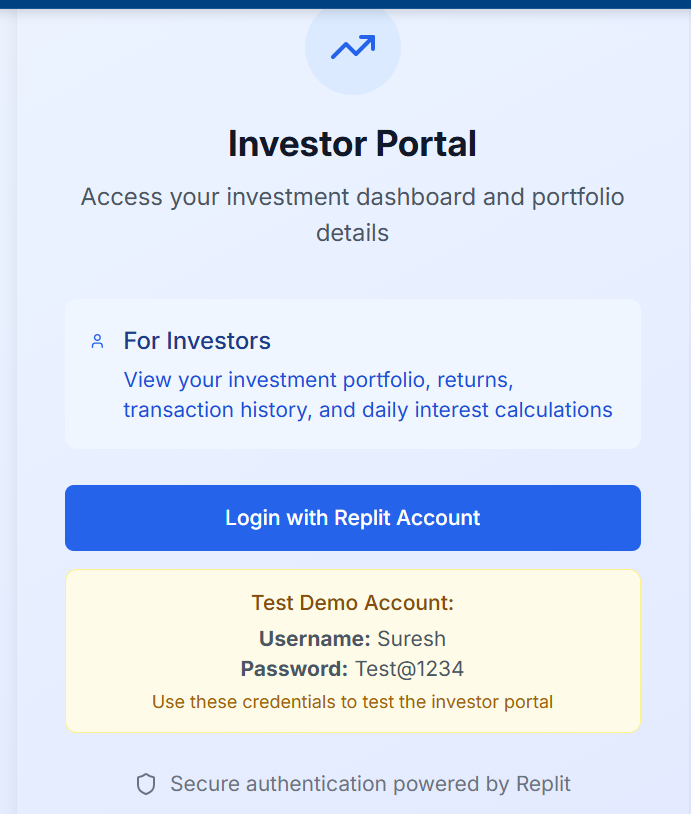 Investor Portal
Access your investment dashboard and portfolio
details
For Investors
View your investment portfolio, returns,
transaction history, and daily interest calculations
Login with Replit Account
Test Demo Account:
Username: Suresh
Password: Test@1234
Use these credentials to test the investor portal
Secure authentication powered by Replit